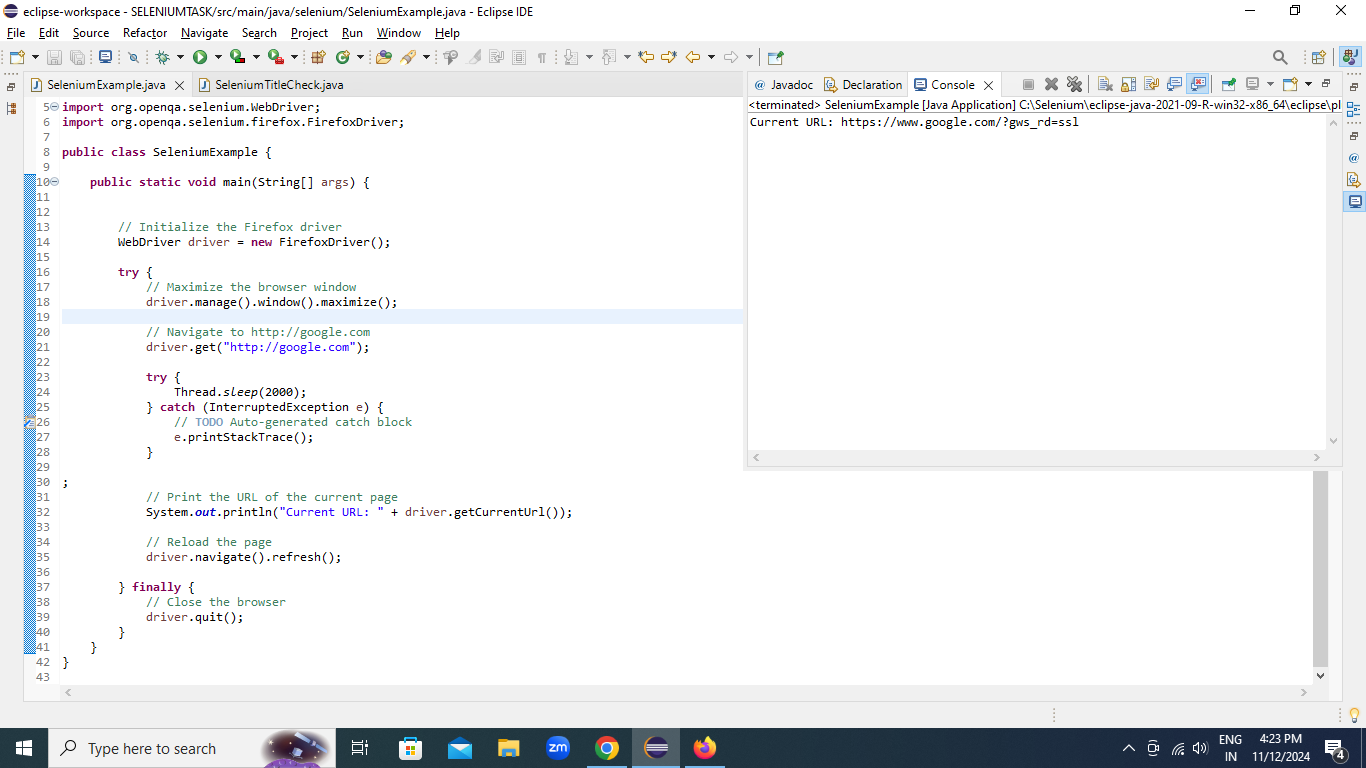 eclipse-workspace - SELENIUMTASK/src/main/java/selenium/SeleniumExample.java - Eclipse IDE
File Edit Source Refactor Navigate Search Project Run Window Help
SeleniumExample.java
SeleniumTitleCheck.java
5 import org.openqa.selenium.WebDriver;
6 import org.openqa.selenium.firefox.FirefoxDriver;
7
8 public class SeleniumExample {
9
10 public static void main(String[] args) {
11
12
13 // Initialize the Firefox driver
14 WebDriver driver = new FirefoxDriver();
15
16 try {
17 // Maximize the browser window
18 driver.manage().window().maximize();
19
20 // Navigate to http://google.com
21 driver.get("http://google.com");
22
23 try {
24 Thread.sleep(2000);
25 } catch (InterruptedException e) {
26 // TODO Auto-generated catch block
27 e.printStackTrace();
28 }
29
30 ;
31 // Print the URL of the current page
32 System.out.println("Current URL: " + driver.getCurrentUrl());
33
34 // Reload the page
35 driver.navigate().refresh();
36
37 } finally {
38 // Close the browser
39 driver.quit();
40 }
41 }
42 }
43
@ Javadoc Declaration Console
<terminated> SeleniumExample [Java Application] C:\Selenium\eclipse-java-2021-09-R-win32-x86_64\eclipse\pl
Current URL: https://www.google.com/?gws_rd=ssl
Type here to search
zm
ENG
IN
4:23 PM
11/12/2024
4